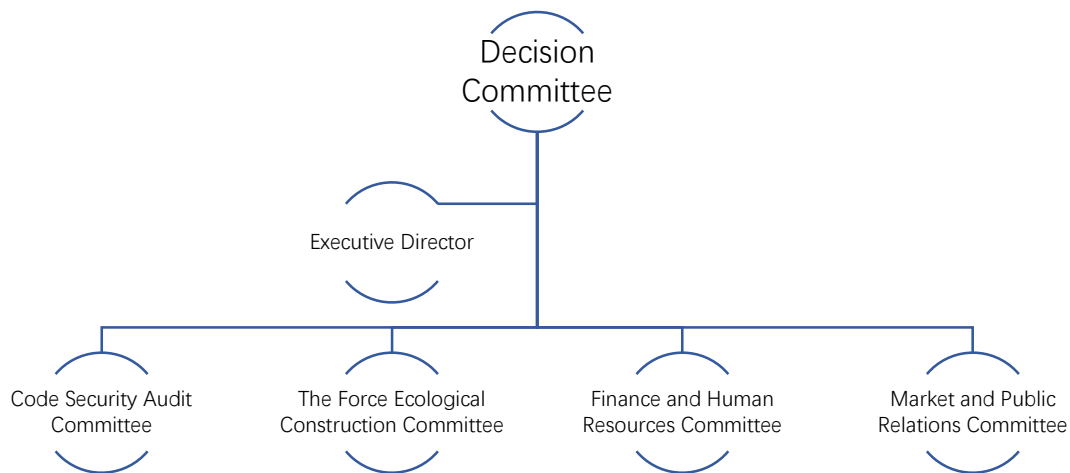 Decision
Committee
Executive Director
Code Security Audit
Committee
The Force Ecological
Construction Committee
Finance and Human
Resources Committee
Market and Public
Relations Committee